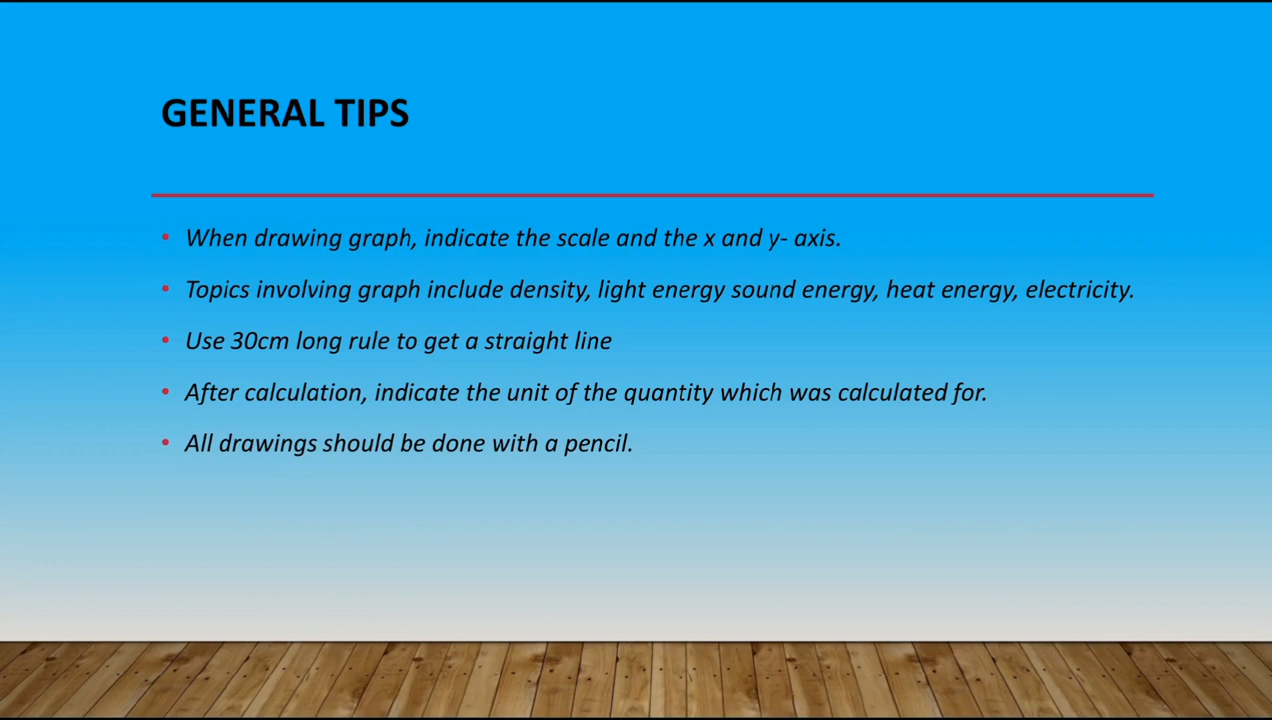 GENERAL TIPS
• When drawing graph, indicate the scale and the x and y- axis.
• Topics involving graph include density, light energy sound energy, heat energy, electricity.
• Use 30cm long rule to get a straight line
• After calculation, indicate the unit of the quantity which was calculated for.
• All drawings should be done with a pencil.